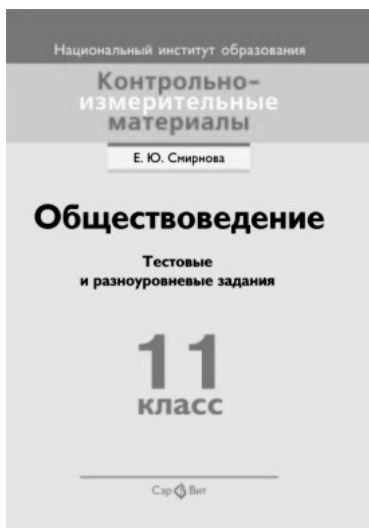 Национальный институт образования
Контрольно-
измерительные
материалы
Е. Ю. Смирнова
Обществоведение
Тестовые
и разноуровневые задания
11
класс
Сэр Вит